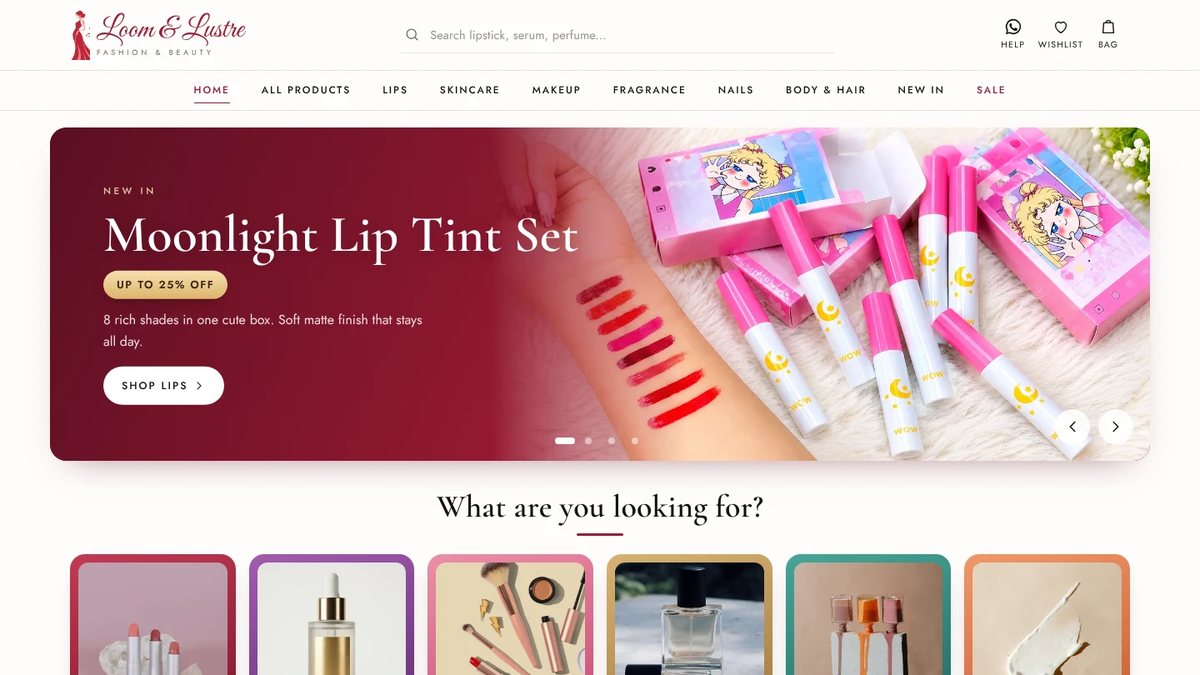 Loom & Lustre
FASHION & BEAUTY
Search lipstick, serum, perfume...
HELP
WISHLIST
BAG
HOME
ALL PRODUCTS
LIPS
SKINCARE
MAKEUP
FRAGRANCE
NAILS
BODY & HAIR
NEW IN
SALE
NEW IN
Moonlight Lip Tint Set
UP TO 25% OFF
8 rich shades in one cute box. Soft matte finish that stays
all day.
SHOP LIPS
WOW
WOW
WOW
WOW
WOW
What are you looking for?